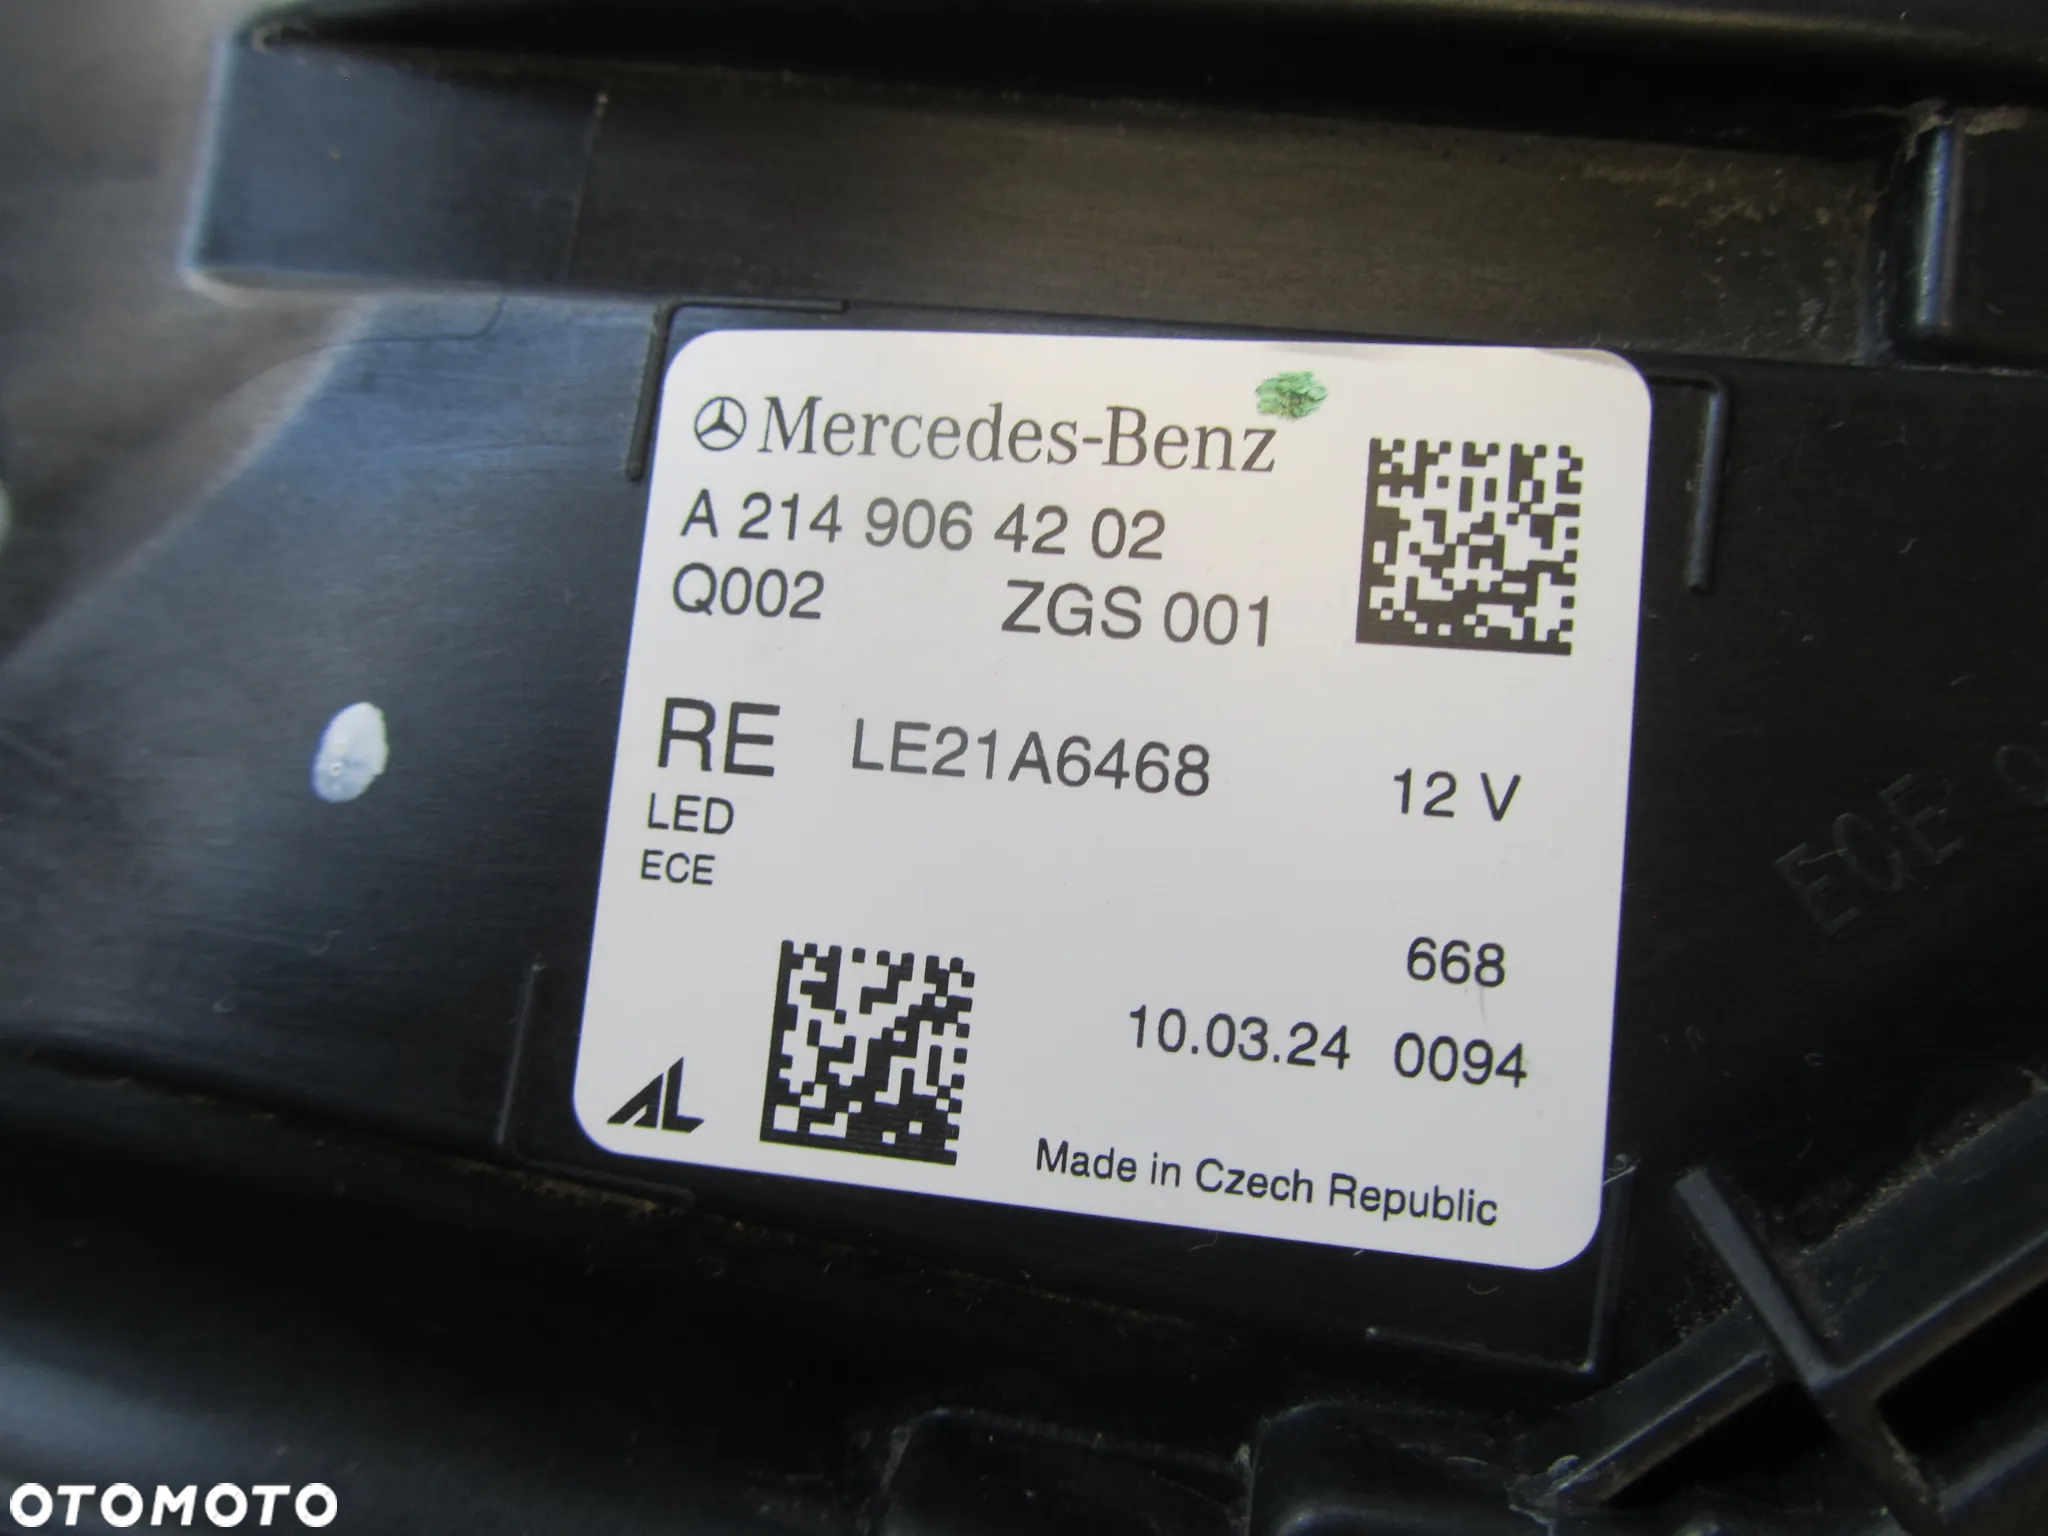 Mercedes-Benz
A 214 906 42 02
Q002 ZGS 001
RE LE21A6468 12 V
LED
ECE
668
10.03.24 0094
AL
Made in Czech Republic
OTOMOTO